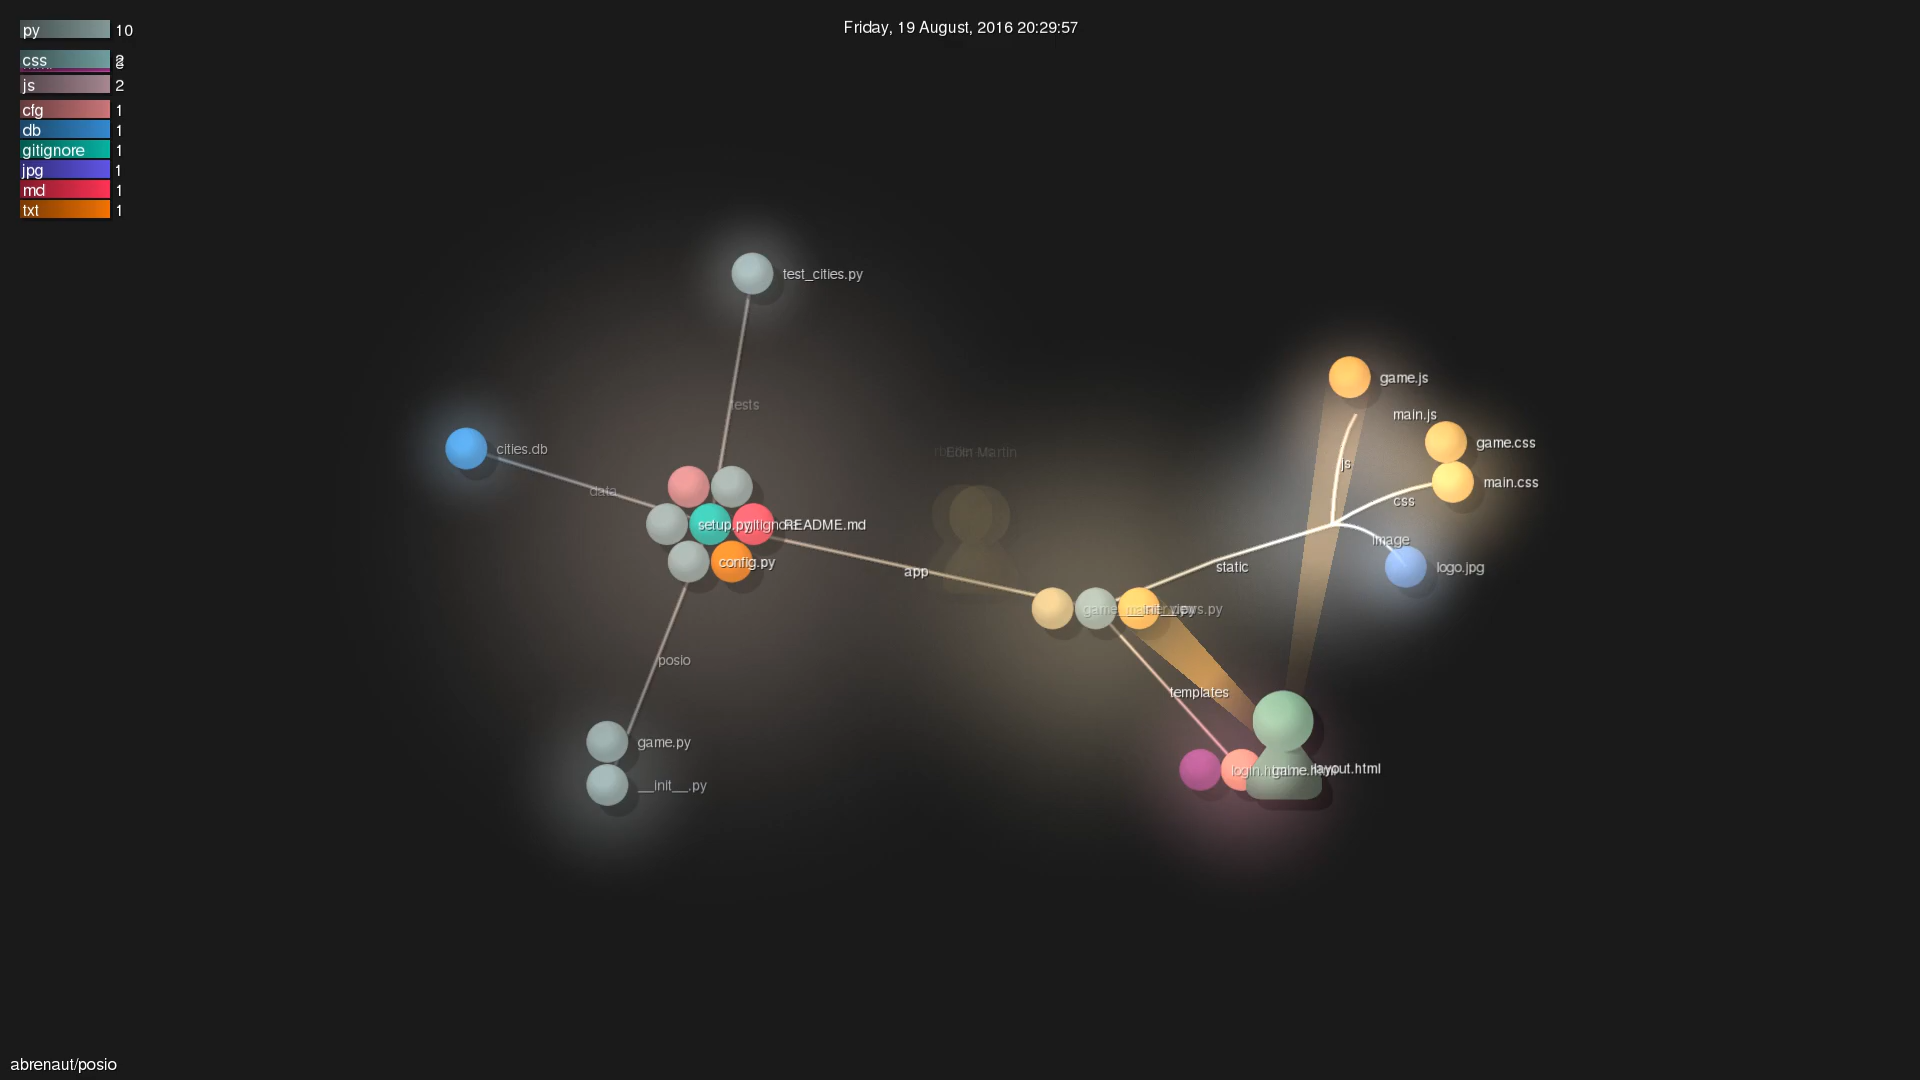 Friday, 19 August, 2016 20:29:57
py 10
css
js 2
cfg 1
db 1
gitignore 1
jpg 1
md 1
txt 1
test_cities.py
tests
cities.db
data
setup.py
README.md
config.py
app
posio
game.py
__init__.py
Martin
game.js
main.js
js
game.css
main.css
css
image
logo.jpg
static
templates
layout.html
abrenaut/posio